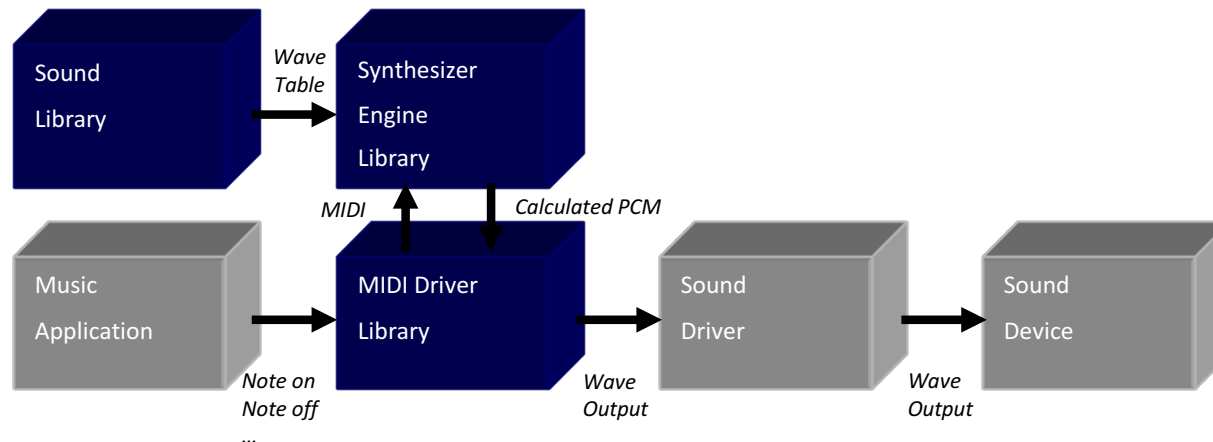 Sound
Library
Wave
Table
Synthesizer
Engine
Library
MIDI
Calculated PCM
Music
Application
Note on
Note off
...
MIDI Driver
Library
Wave
Output
Sound
Driver
Wave
Output
Sound
Device